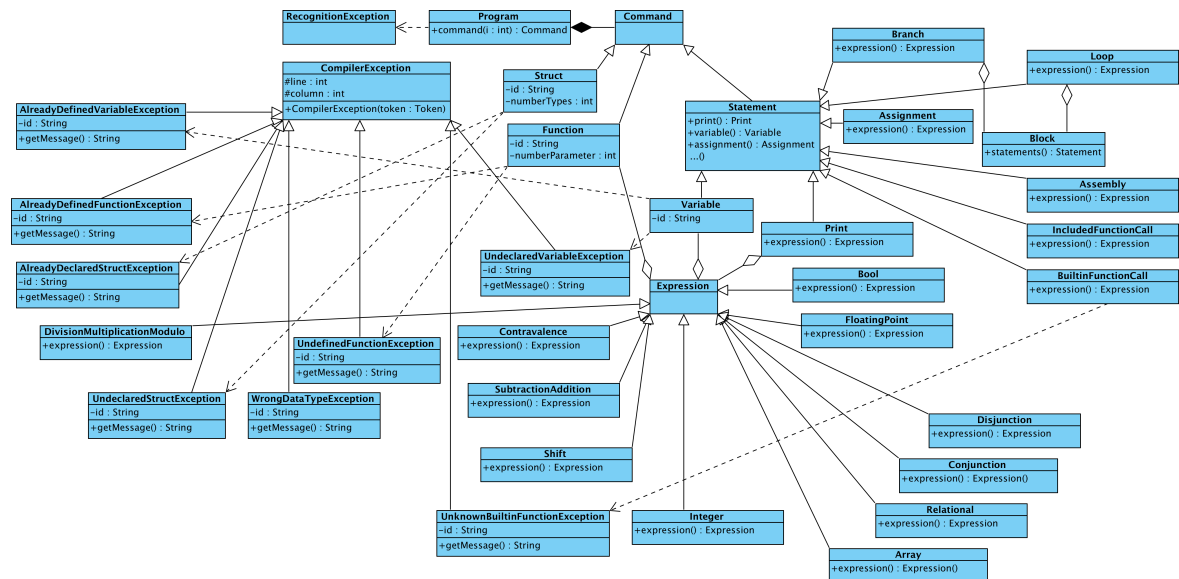 RecognitionException
Program
+command(i : int) : Command
Command
Branch
+expression() : Expression
Loop
+expression() : Expression
CompilerException
#line : int
#column : int
+CompilerException(token : Token)
Struct
-id : String
-numberTypes : int
AlreadyDefinedVariableException
-id : String
+getMessage() : String
Statement
+print() : Print
+variable() : Variable
+assignment() : Assignment
...()
Assignment
+expression() : Expression
Function
-id : String
-numberParameter : int
Block
+statements() : Statement
Assembly
+expression() : Expression
AlreadyDefinedFunctionException
-id : String
+getMessage() : String
Variable
-id : String
Print
+expression() : Expression
IncludedFunctionCall
+expression() : Expression
AlreadyDeclaredStructException
-id : String
+getMessage() : String
UndeclaredVariableException
-id : String
+getMessage() : String
Bool
+expression() : Expression
BuiltinFunctionCall
+expression() : Expression
Expression
DivisionMultiplicationModulo
+expression() : Expression
Contravalence
+expression() : Expression
FloatingPoint
+expression() : Expression
UndefinedFunctionException
-id : String
+getMessage() : String
SubtractionAddition
+expression() : Expression
UndeclaredStructException
-id : String
+getMessage() : String
WrongDataTypeException
-id : String
+getMessage() : String
Disjunction
+expression() : Expression
Shift
+expression() : Expression
Conjunction
+expression() : Expression()
UnknownBuiltinFunctionException
-id : String
+getMessage() : String
Integer
+expression() : Expression
Relational
+expression() : Expression
Array
+expression() : Expression()